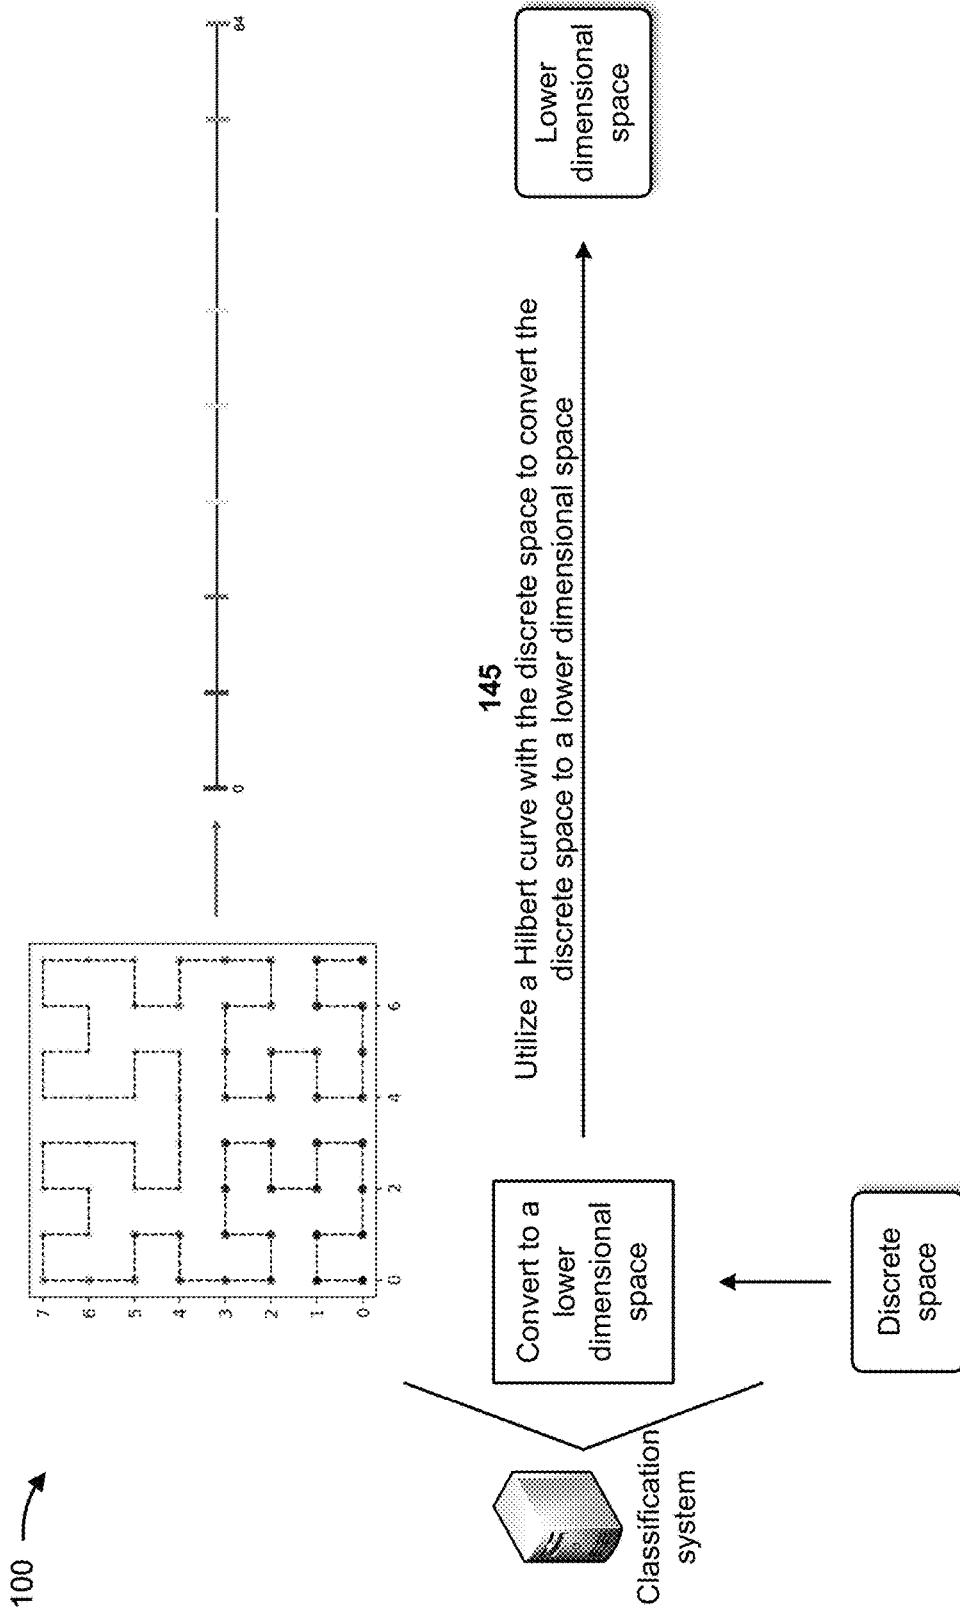 100
7
6
5
4
3
2
1
0
0 2 4 6
0 84
145
Utilize a Hilbert curve with the discrete space to convert the
discrete space to a lower dimensional space
Classification
system
Convert to a
lower
dimensional
space
Lower
dimensional
space
Discrete
space